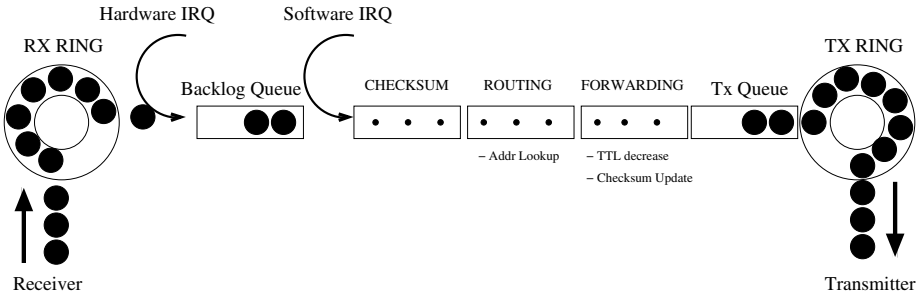 Hardware IRQ
Software IRQ
RX RING
TX RING
Backlog Queue
CHECKSUM
ROUTING
FORWARDING
Tx Queue
– Addr Lookup
– TTL decrease
– Checksum Update
Receiver
Transmitter